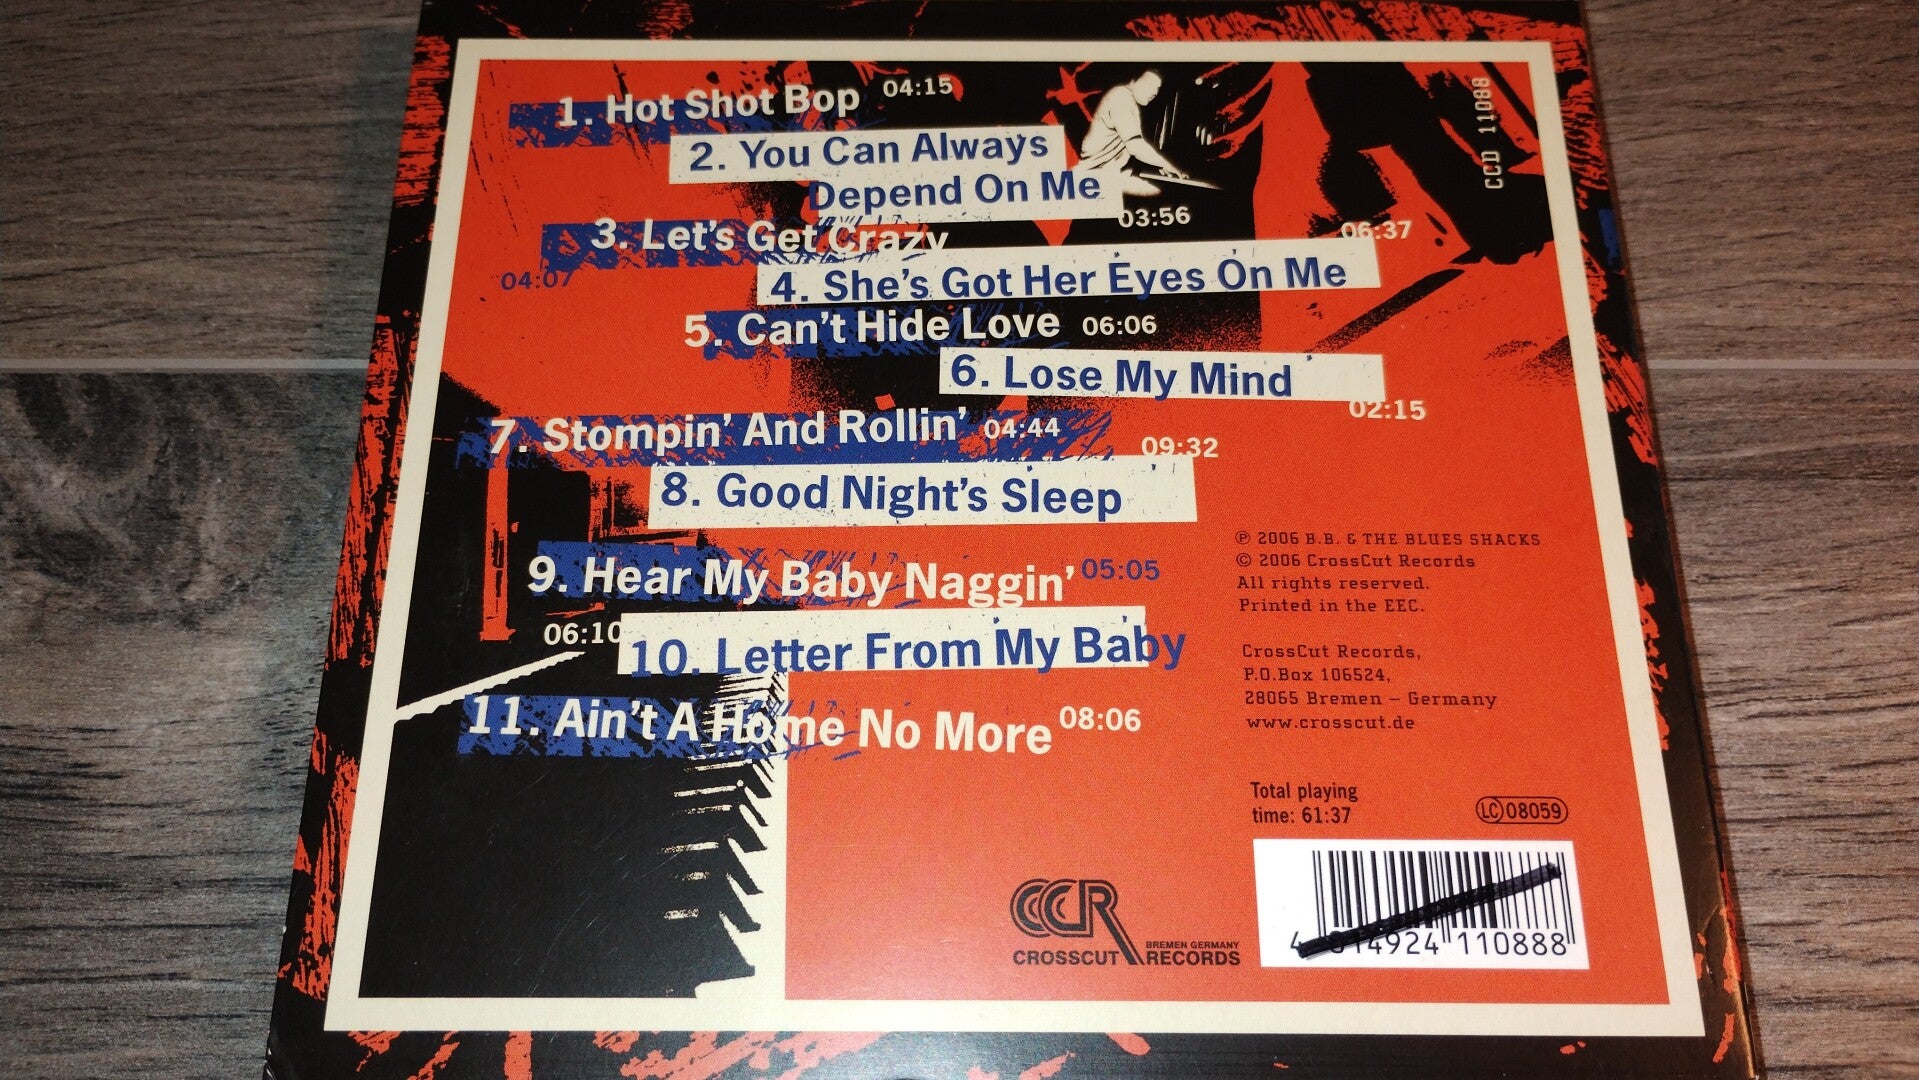 1. Hot Shot Bop 04:15
2. You Can Always
Depend On Me
03:56
3. Let's Get Crazy
04:07
06:37
4. She's Got Her Eyes On Me
5. Can't Hide Love 06:06
6. Lose My Mind
02:15
7. Stompin' And Rollin' 04:44
09:32
8. Good Night's Sleep
9. Hear My Baby Naggin' 05:05
06:10
10. Letter From My Baby
11. Ain't A Home No More 08:06
CCD 11088
℗ 2006 B.B. & THE BLUES SHACKS
© 2006 CrossCut Records
All rights reserved.
Printed in the EEC.
CrossCut Records,
P.O.Box 106524,
28065 Bremen – Germany
www.crosscut.de
Total playing
time: 61:37
LC 08059
CCR
CROSSCUT RECORDS
BREMEN GERMANY
4 014924 110888